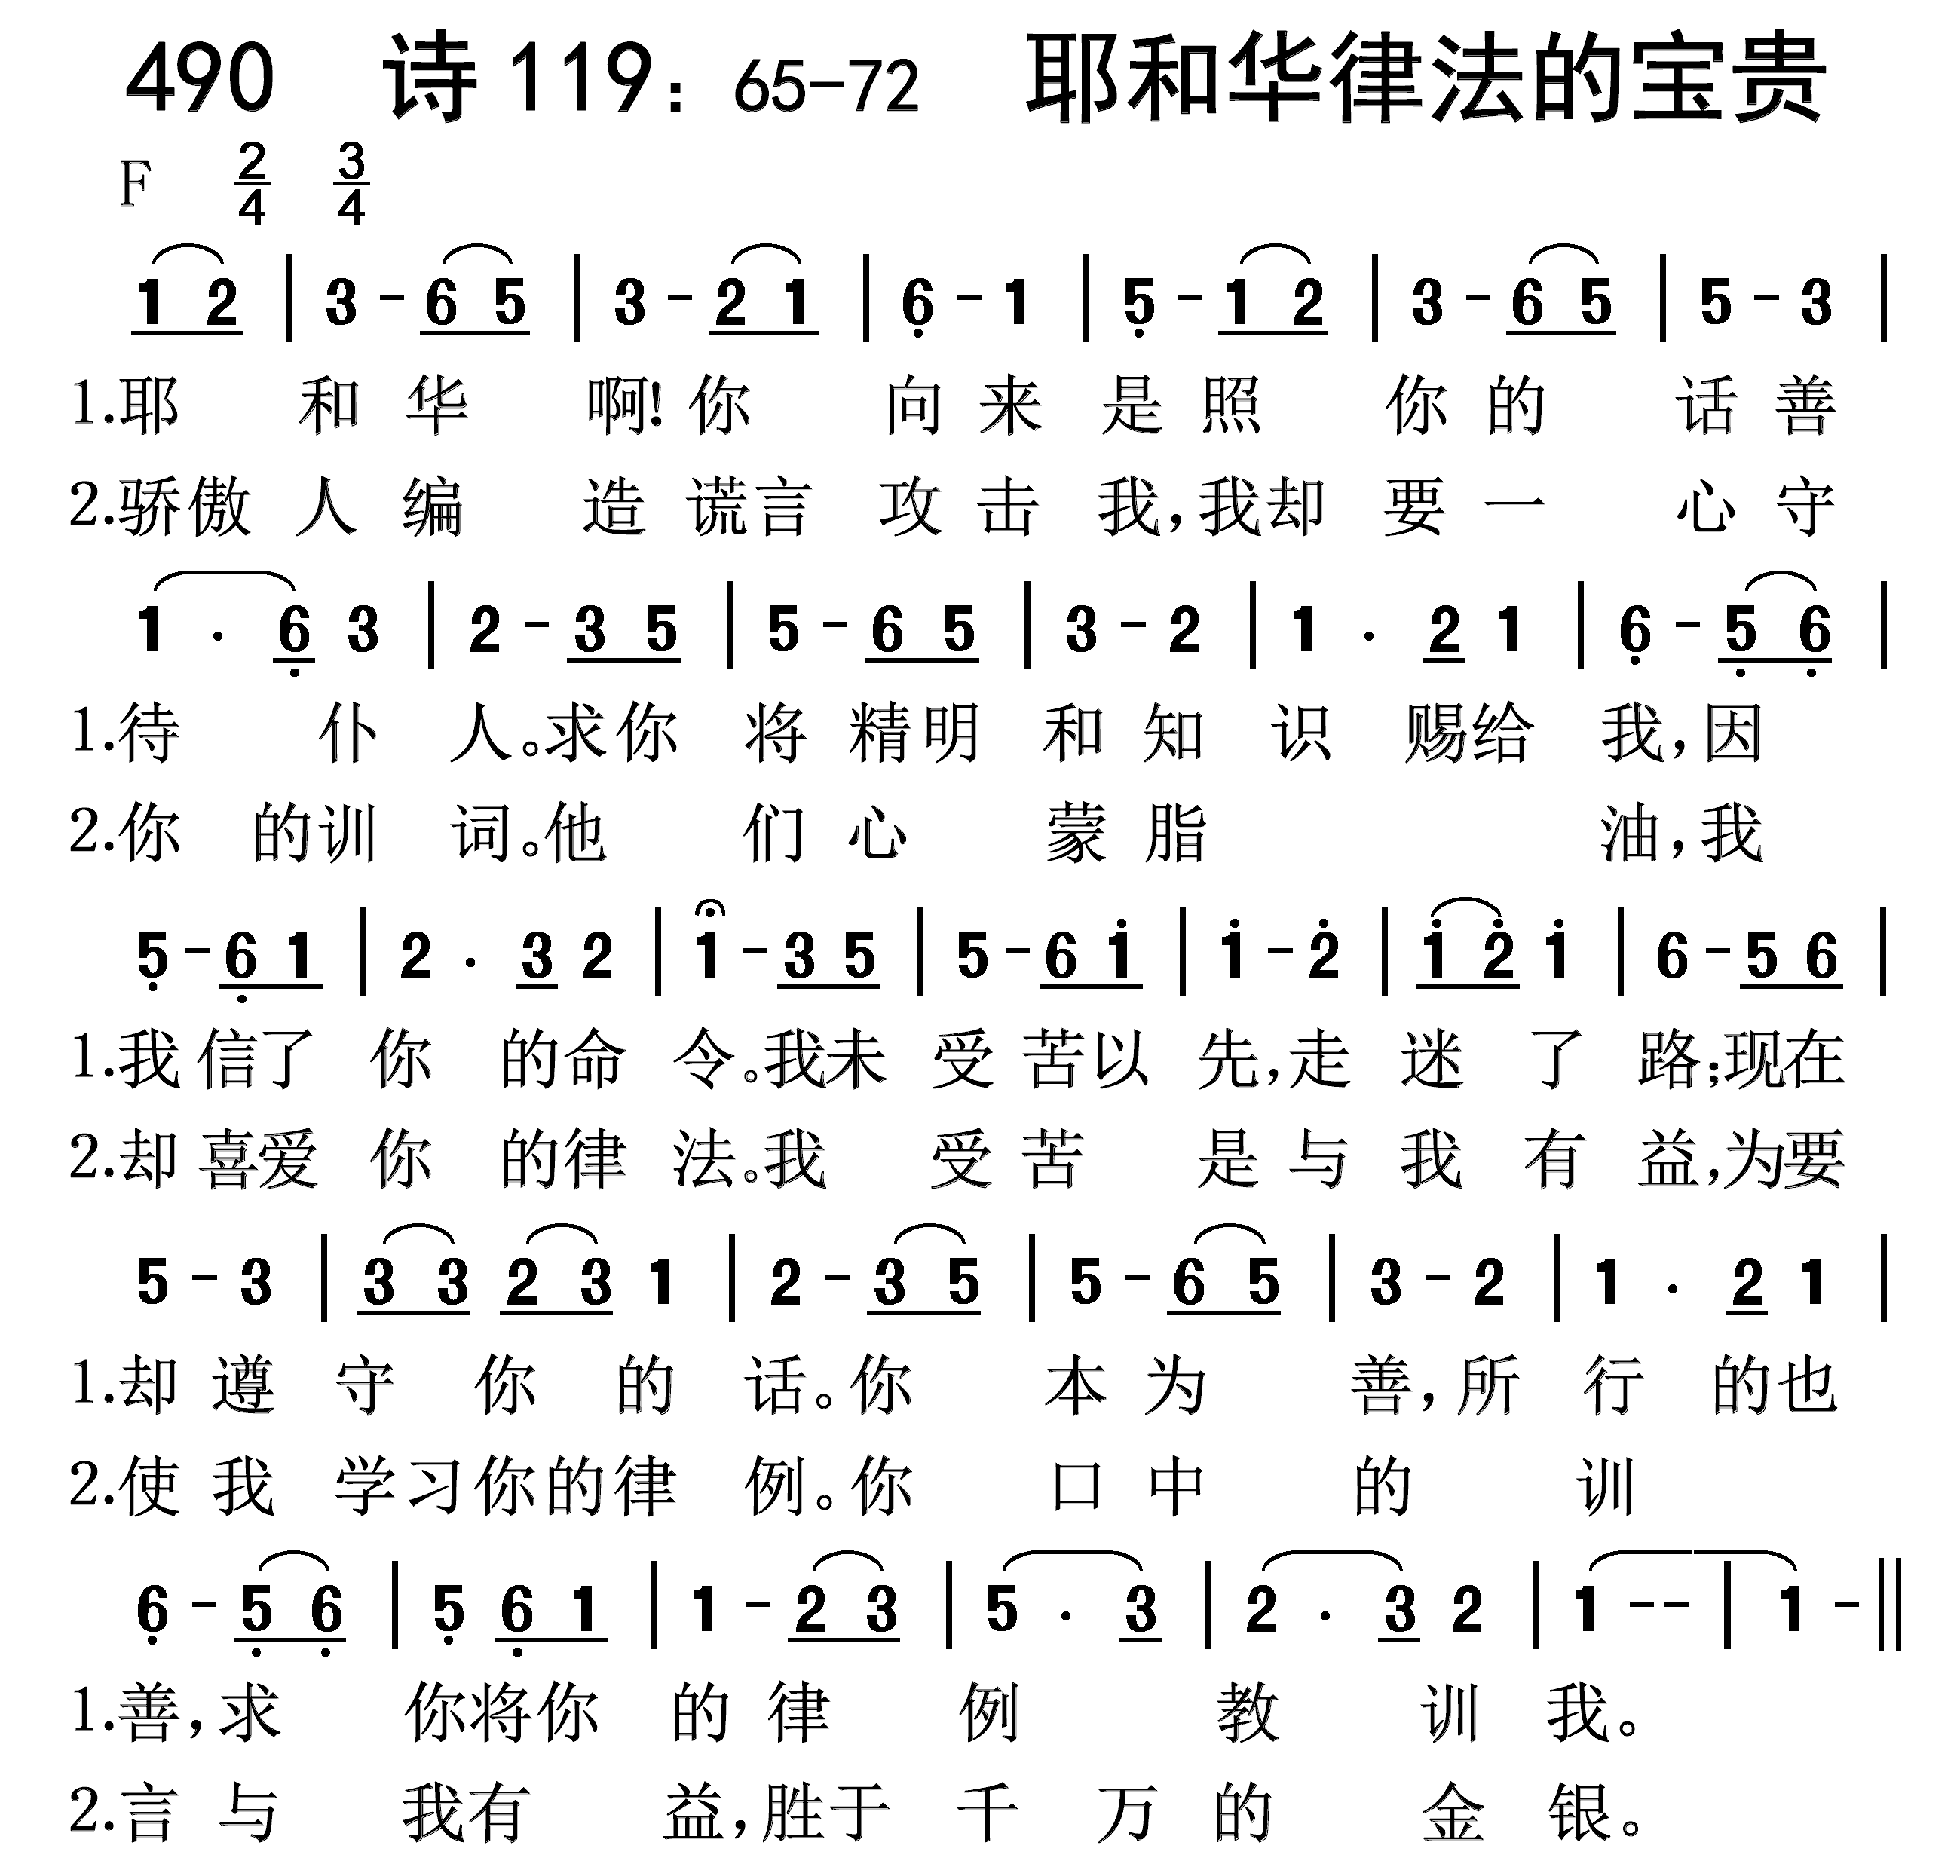 490 诗 119：65-72 耶和华律法的宝贵
F 2/4 3/4
1 2 | 3 - 6 5 | 3 - 2 1 | 6̣ - 1 | 5̣ - 1 2 | 3 - 6 5 | 5 - 3 |
1.耶 和 华 啊!你 向 来 是 照 你 的 话 善
2.骄傲 人 编 造 谎言 攻 击 我,我却 要 一 心 守
1 · 6̣ 3 | 2 - 3 5 | 5 - 6 5 | 3 - 2 | 1 · 2 1 | 6̣ - 5̣ 6̣ |
1.待 仆 人。求你 将 精明 和 知 识 赐给 我,因
2.你 的训 词。他 们 心 蒙 脂 油,我
5̣ - 6̣ 1 | 2 · 3 2 | 1 - 3 5 | 5 - 6 1̇ | 1̇ - 2̇ | 1̇ 2̇ 1̇ | 6 - 5 6 |
1.我 信了 你 的命 令。我未 受 苦以 先,走 迷 了 路;现在
2.却 喜爱 你 的律 法。我 受 苦 是 与 我 有 益,为要
5 - 3 | 3 3 2 3 1 | 2 - 3 5 | 5 - 6 5 | 3 - 2 | 1 · 2 1 |
1.却 遵 守 你 的 话。你 本 为 善,所 行 的也
2.使 我 学习你的律 例。你 口 中 的 训
6̣ - 5̣ 6̣ | 5̣ 6̣ 1 | 1 - 2 3 | 5 · 3 | 2 · 3 2 | 1 - - | 1 - ||
1.善,求 你将你 的 律 例 教 训 我。
2.言 与 我有 益,胜于 千 万 的 金 银。